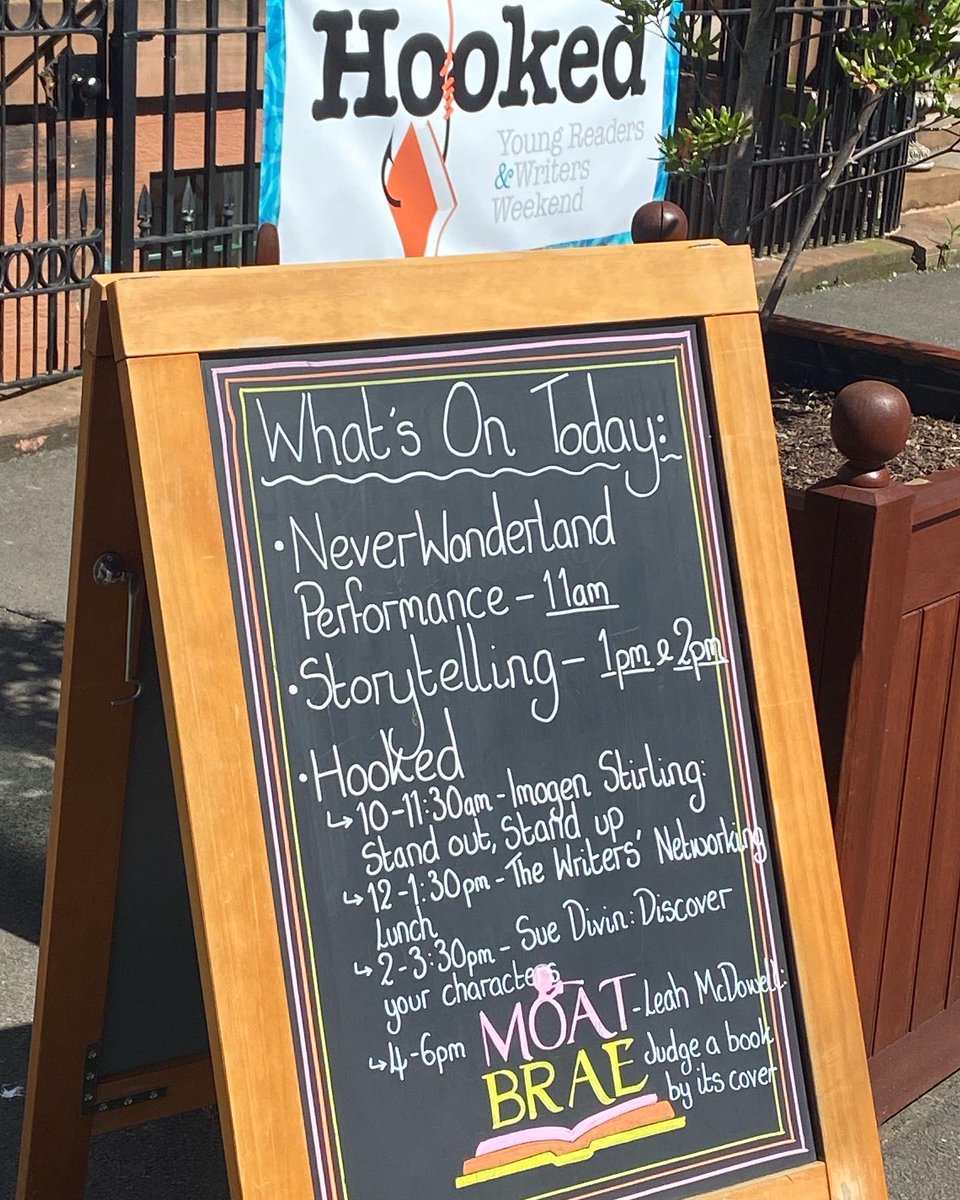 Hooked
Young Readers
&Writers
Weekend
What's On Today:
• NeverWonderland
Performance - 11am
• Storytelling - 1pm & 2pm
• Hooked
↳ 10-11:30am - Imogen Stirling:
Stand out, Stand up
↳ 12-1:30pm - The Writers' Networking
Lunch
↳ 2-3:30pm - Sue Divin: Discover
your characters
↳ 4-6pm - Leah McDowell:
Judge a book
by its cover
MOAT
BRAE